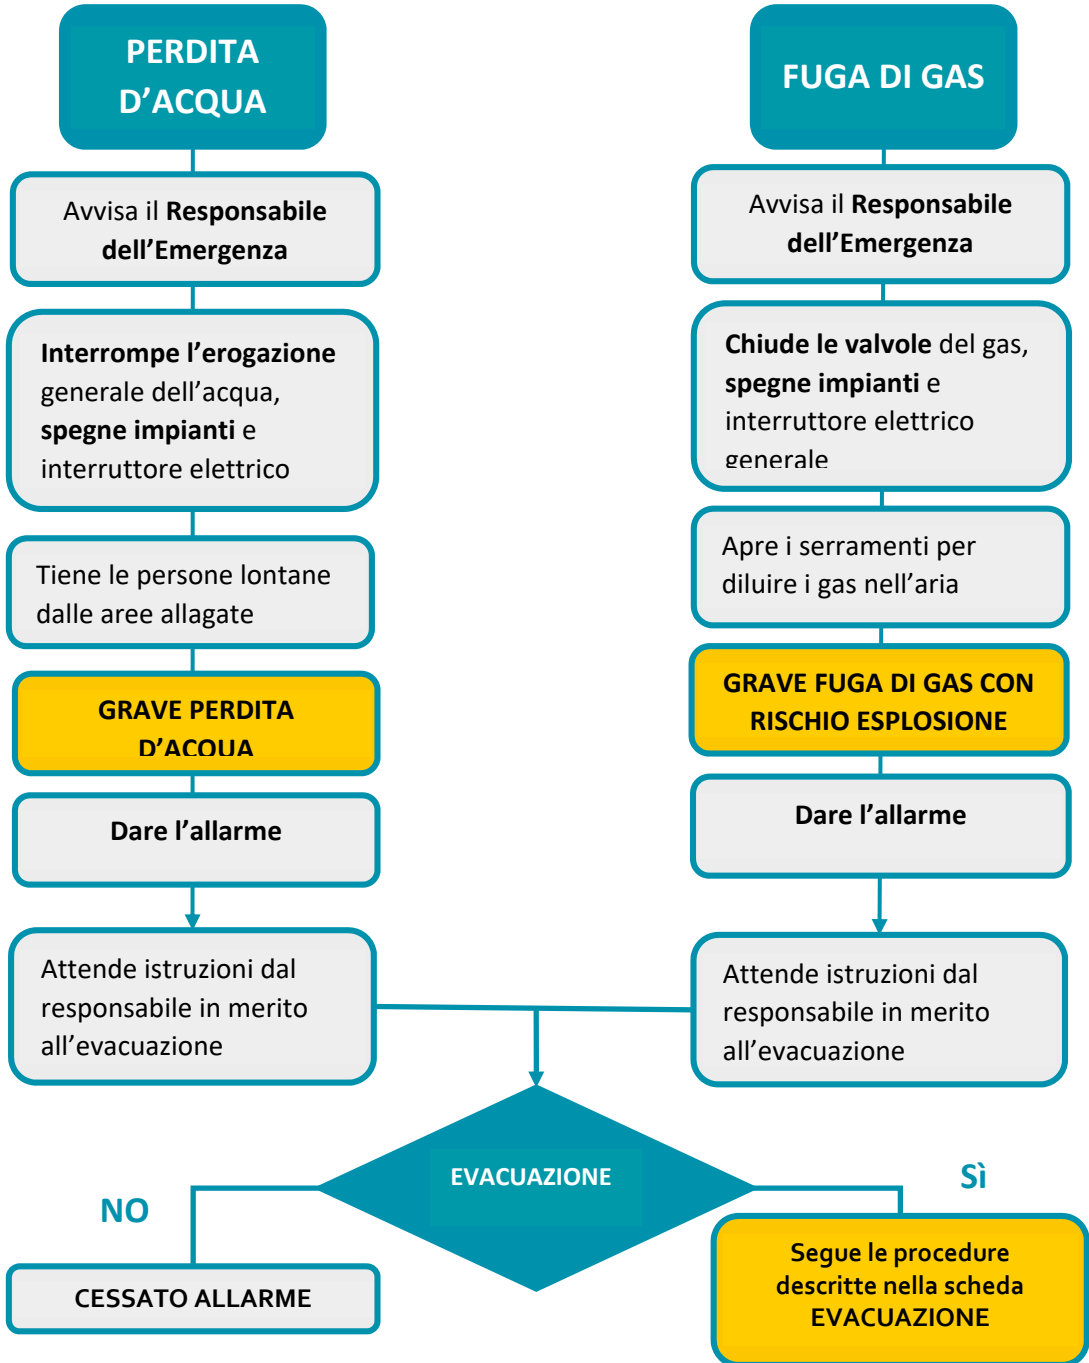 PERDITA
D’ACQUA
Avvisa il Responsabile
dell’Emergenza
Interrompe l’erogazione
generale dell’acqua,
spegne impianti e
interruttore elettrico
Tiene le persone lontane
dalle aree allagate
GRAVE PERDITA
D’ACQUA
Dare l’allarme
Attende istruzioni dal
responsabile in merito
all’evacuazione
FUGA DI GAS
Avvisa il Responsabile
dell’Emergenza
Chiude le valvole del gas,
spegne impianti e
interruttore elettrico
generale
Apre i serramenti per
diluire i gas nell’aria
GRAVE FUGA DI GAS CON
RISCHIO ESPLOSIONE
Dare l’allarme
Attende istruzioni dal
responsabile in merito
all’evacuazione
EVACUAZIONE
NO
CESSATO ALLARME
Sì
Segue le procedure
descritte nella scheda
EVACUAZIONE